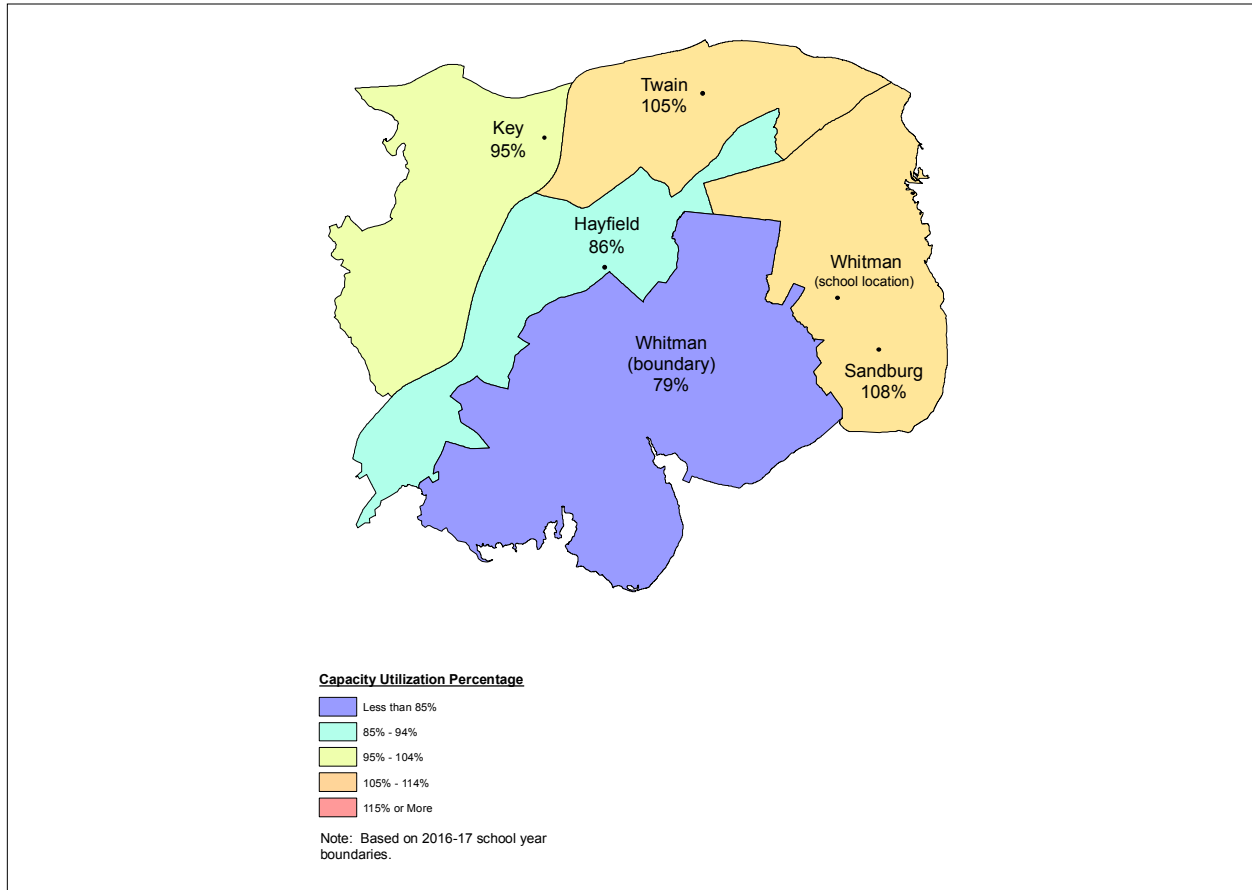 Twain
105%
Key
95%
Hayfield
86%
Whitman
(school location)
Whitman
(boundary)
79%
Sandburg
108%
Capacity Utilization Percentage
Less than 85%
85% - 94%
95% - 104%
105% - 114%
115% or More
Note: Based on 2016-17 school year
boundaries.